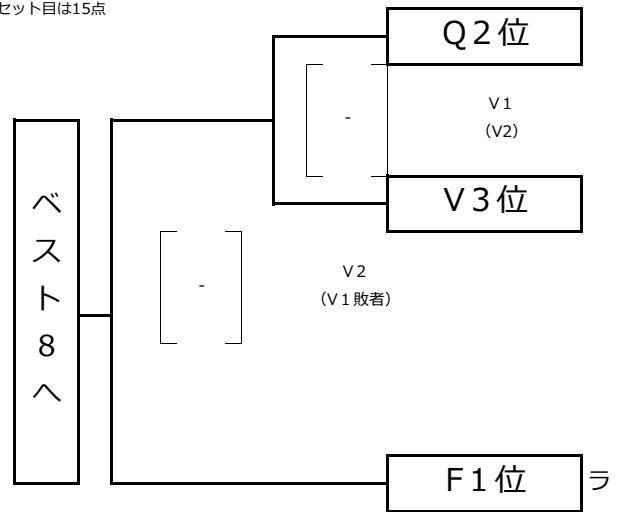 セット目は15点
Q2位
V1
-
（V2）
V3位
ベスト8へ
V2
-
（V1敗者）
F1位
ラ